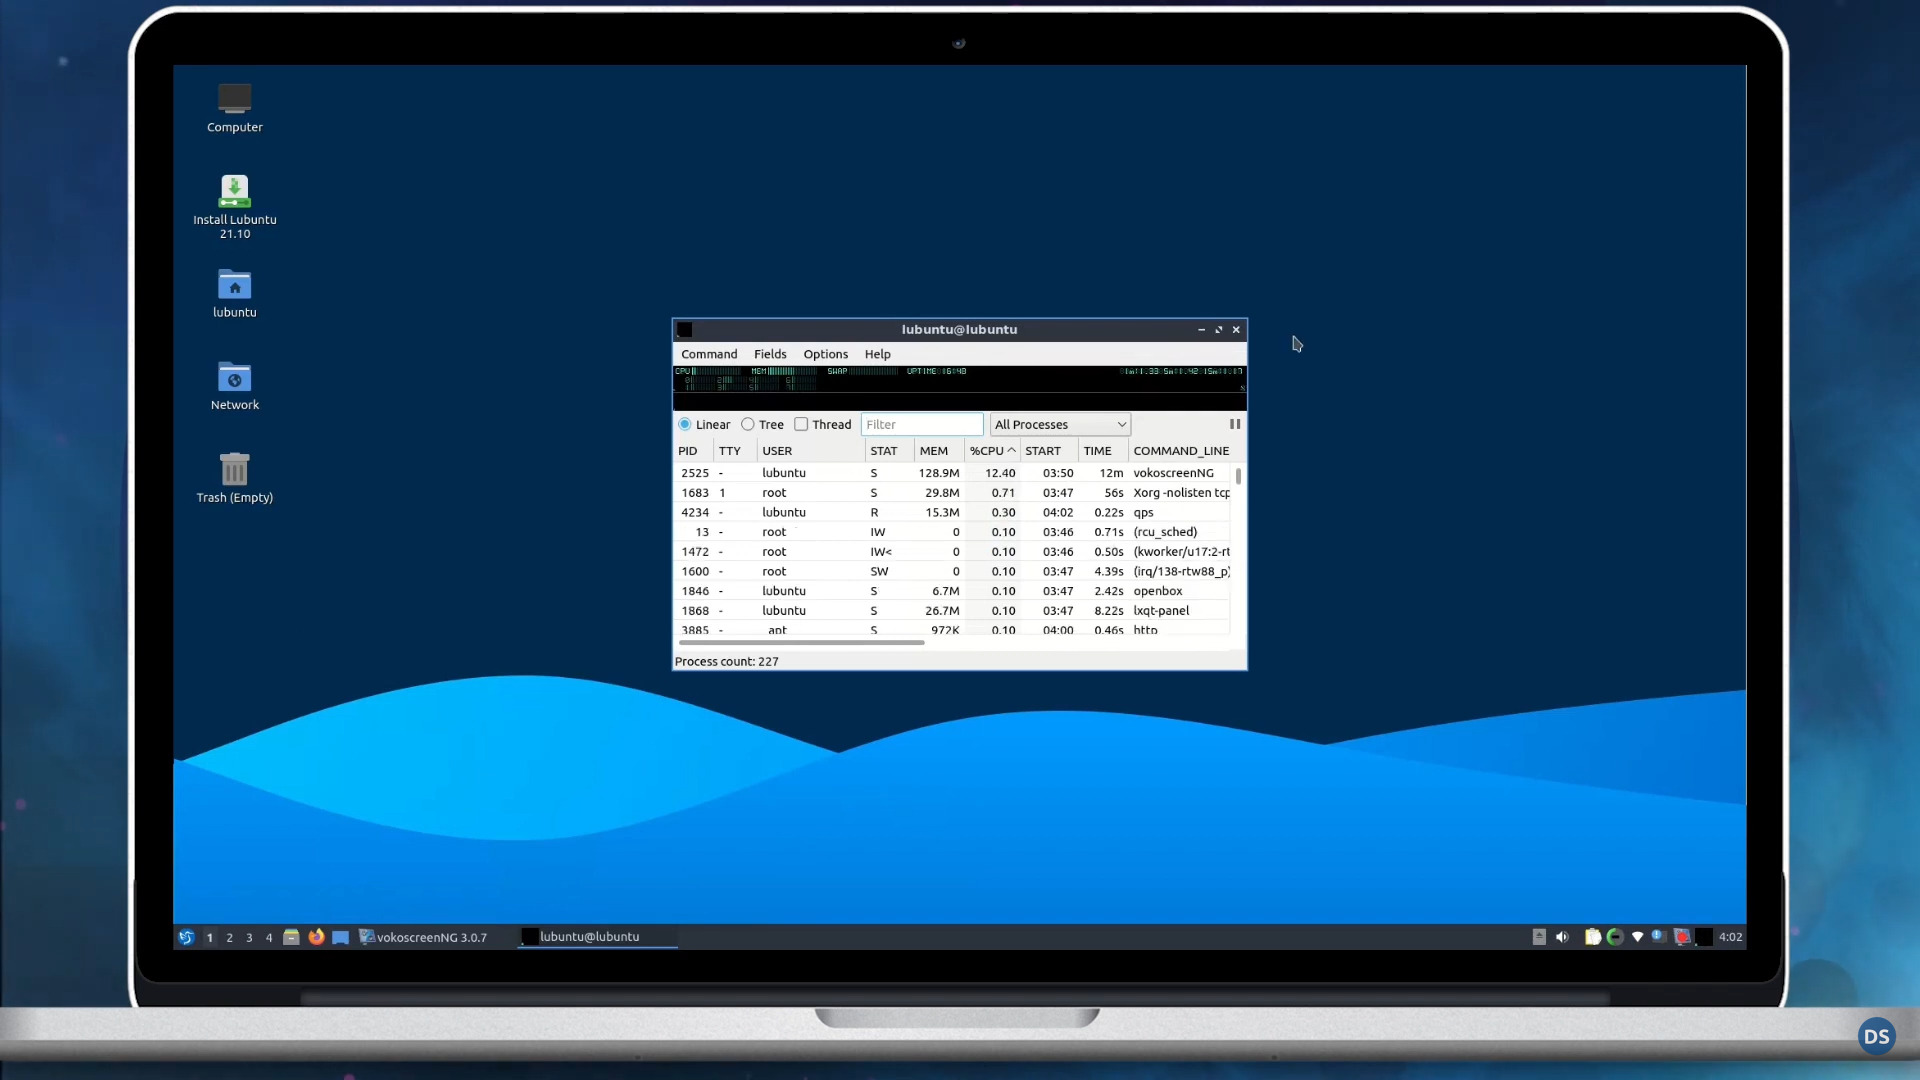 Computer
Install Lubuntu
21.10
lubuntu
Network
Trash (Empty)
lubuntu@lubuntu
Command Fields Options Help
CPU MEM SWAP UPTIME
Linear Tree Thread Filter All Processes
PID TTY USER STAT MEM %CPU START TIME COMMAND_LINE
2525 - lubuntu S 128.9M 12.40 03:50 12m vokoscreenNG
1683 1 root S 29.8M 0.71 03:47 56s Xorg -nolisten tcp
4234 - lubuntu R 15.3M 0.30 04:02 0.22s qps
13 - root IW 0 0.10 03:46 0.71s (rcu_sched)
1472 - root IW< 0 0.10 03:46 0.50s (kworker/u17:2-rt
1600 - root SW 0 0.10 03:47 4.39s (irq/138-rtw88_p)
1846 - lubuntu S 6.7M 0.10 03:47 2.42s openbox
1868 - lubuntu S 26.7M 0.10 03:47 8.22s lxqt-panel
3885 - _apt S 972K 0.10 04:00 0.46s http
Process count: 227
1 2 3 4 vokoscreenNG 3.0.7 lubuntu@lubuntu 4:02
DS